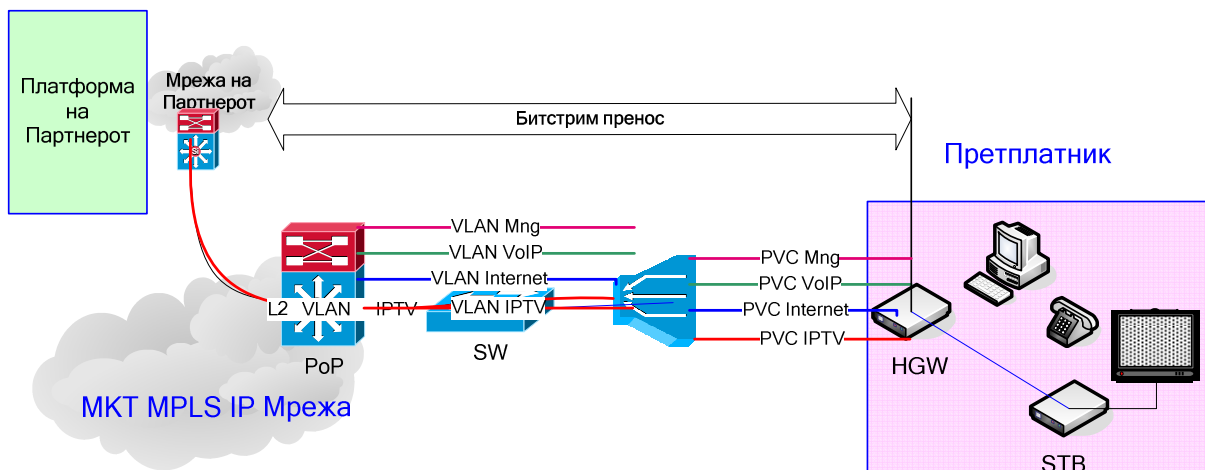 Платформа
на
Партнерот
Мрежа на
Партнерот
Битстрим пренос
Претплатник
VLAN Mng
VLAN VoIP
VLAN Internet
L2 VLAN IPTV
VLAN IPTV
SW
PoP
MKT MPLS IP Мрежа
PVC Mng
PVC VoIP
PVC Internet
PVC IPTV
HGW
STB